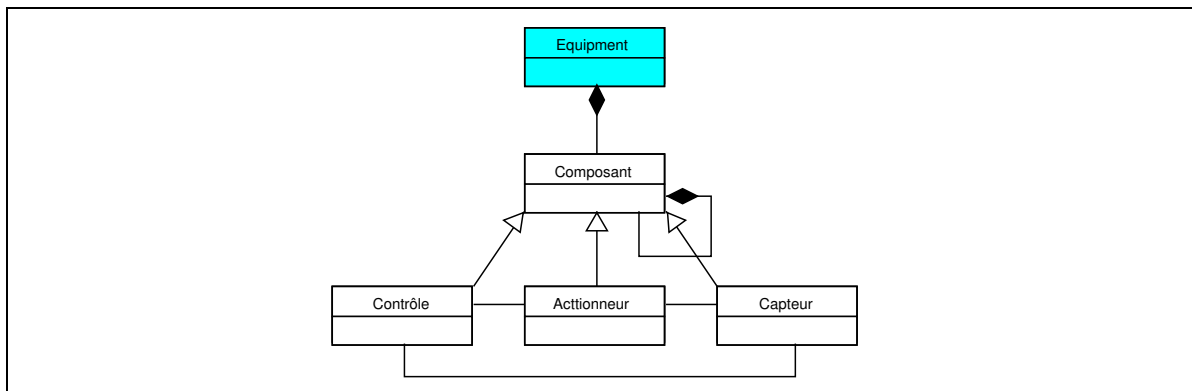 Equipment
Composant
Contrôle
Acttionneur
Capteur